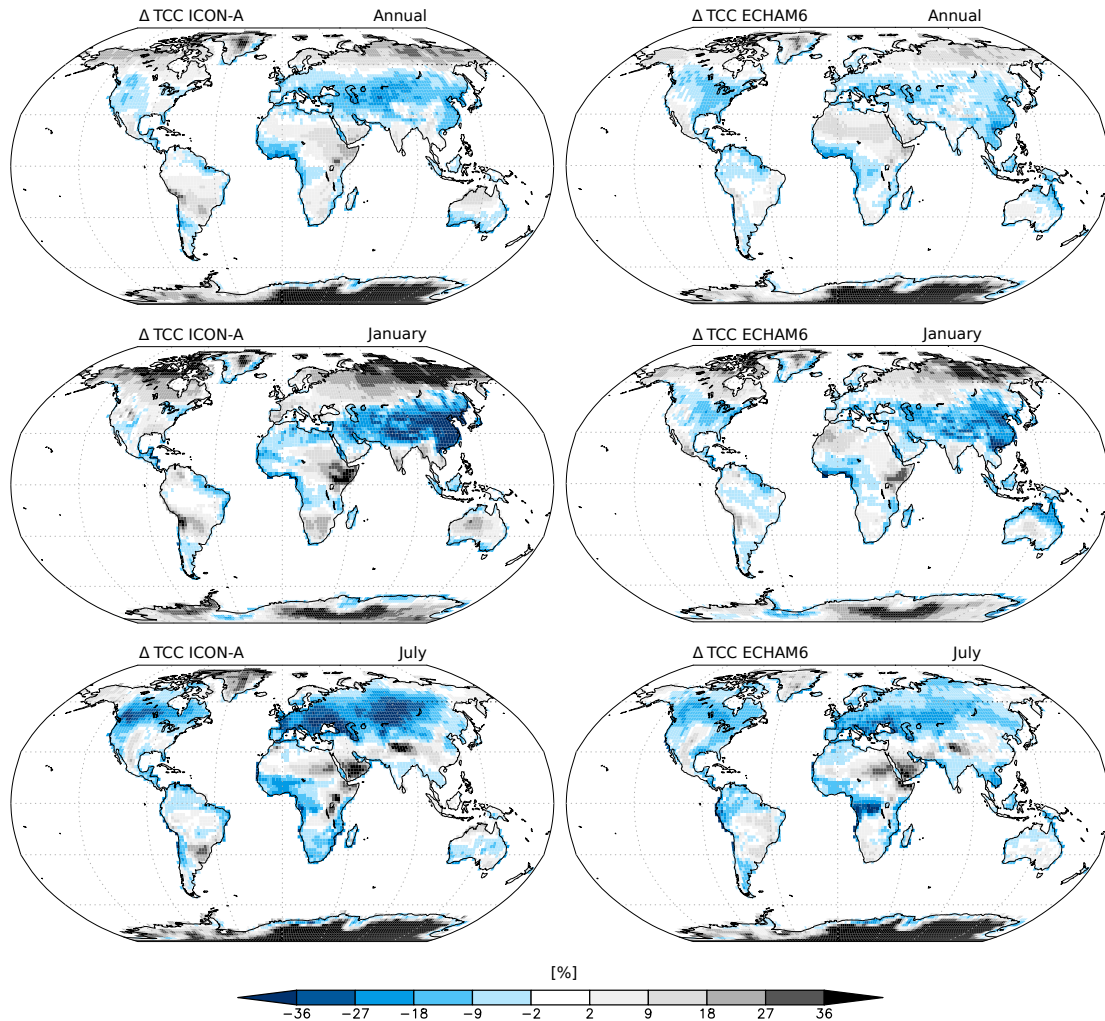 Δ TCC ICON-A Annual Δ TCC ECHAM6 Annual
Δ TCC ICON-A January Δ TCC ECHAM6 January
Δ TCC ICON-A July Δ TCC ECHAM6 July
[%]
−36 −27 −18 −9 −2 2 9 18 27 36